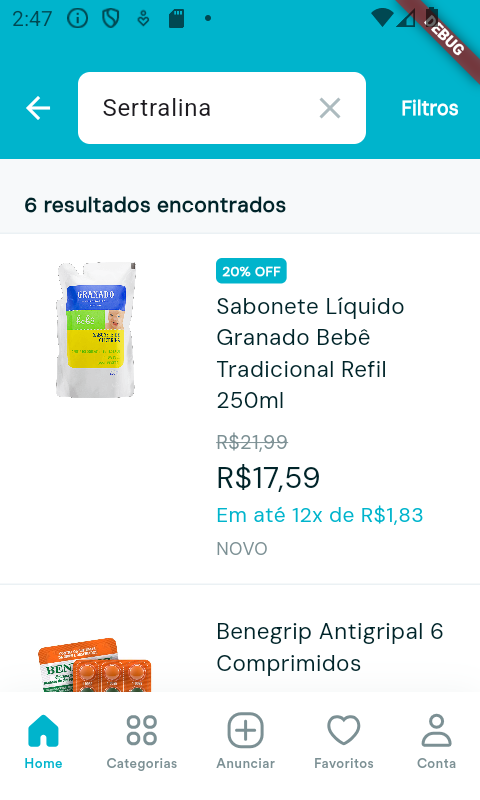 2:47
DEBUG
Sertralina
Filtros
6 resultados encontrados
20% OFF
GRANADO
Bebê
Sabonete Líquido
Granado Bebê
Tradicional Refil
250ml
R$21,99
R$17,59
Em até 12x de R$1,83
NOVO
Benegrip Antigripal 6
Comprimidos
BEN
Home
Categorias
Anunciar
Favoritos
Conta